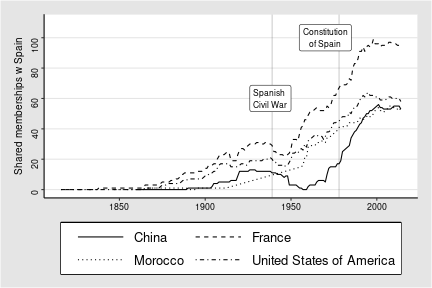 Shared memberships w Spain
0
20
40
60
80
100
1850
1900
1950
2000
Constitution
of Spain
Spanish
Civil War
China
France
Morocco
United States of America